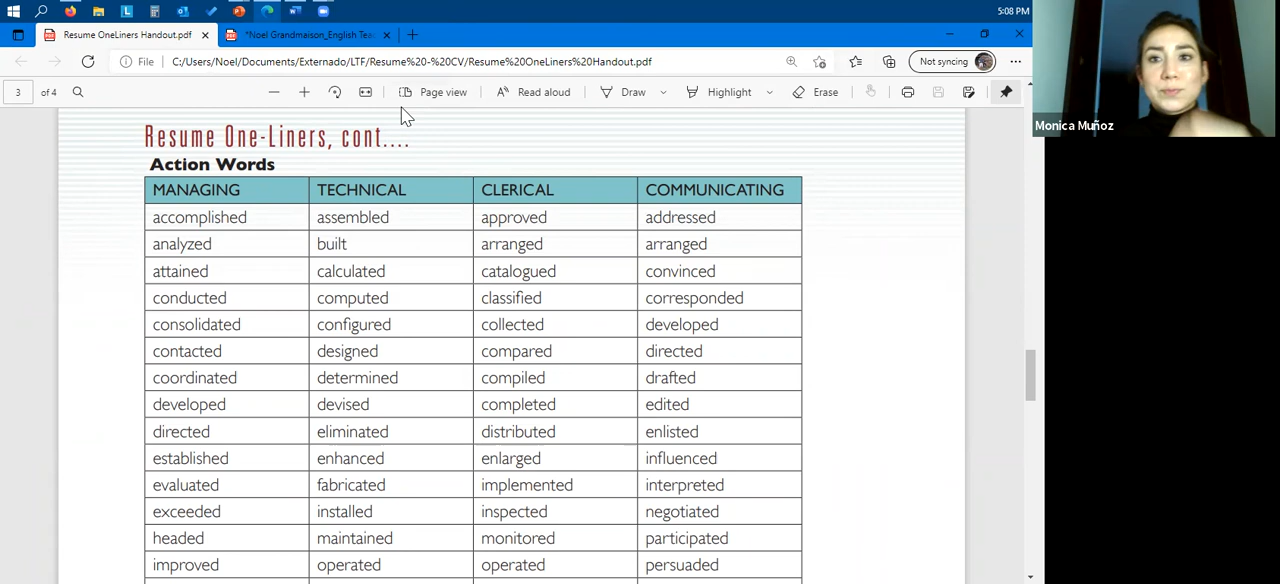 5:08 PM
Resume OneLiners Handout.pdf
*Noel Grandmaison_English Tea
File C:/Users/Noel/Documents/Externado/LTF/Resume%20-%20CV/Resume%20OneLiners%20Handout.pdf
Not syncing
3 of 4
Page view
Read aloud
Draw
Highlight
Erase
Monica Muñoz
Resume One-Liners, cont....
Action Words
MANAGING TECHNICAL CLERICAL COMMUNICATING
accomplished assembled approved addressed
analyzed built arranged arranged
attained calculated catalogued convinced
conducted computed classified corresponded
consolidated configured collected developed
contacted designed compared directed
coordinated determined compiled drafted
developed devised completed edited
directed eliminated distributed enlisted
established enhanced enlarged influenced
evaluated fabricated implemented interpreted
exceeded installed inspected negotiated
headed maintained monitored participated
improved operated operated persuaded